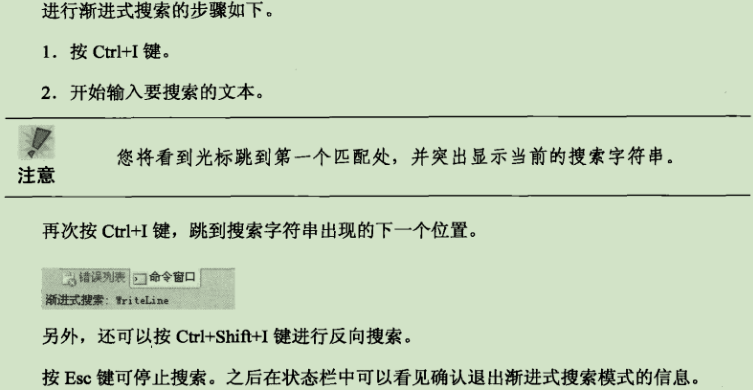 进行渐进式搜索的步骤如下。
1．按 Ctrl+I 键。
2．开始输入要搜索的文本。
注意
您将看到光标跳到第一个匹配处，并突出显示当前的搜索字符串。
再次按 Ctrl+I 键，跳到搜索字符串出现的下一个位置。
错误列表 命令窗口
渐进式搜索: WriteLine
另外，还可以按 Ctrl+Shift+I 键进行反向搜索。
按 Esc 键可停止搜索。之后在状态栏中可以看见确认退出渐进式搜索模式的信息。